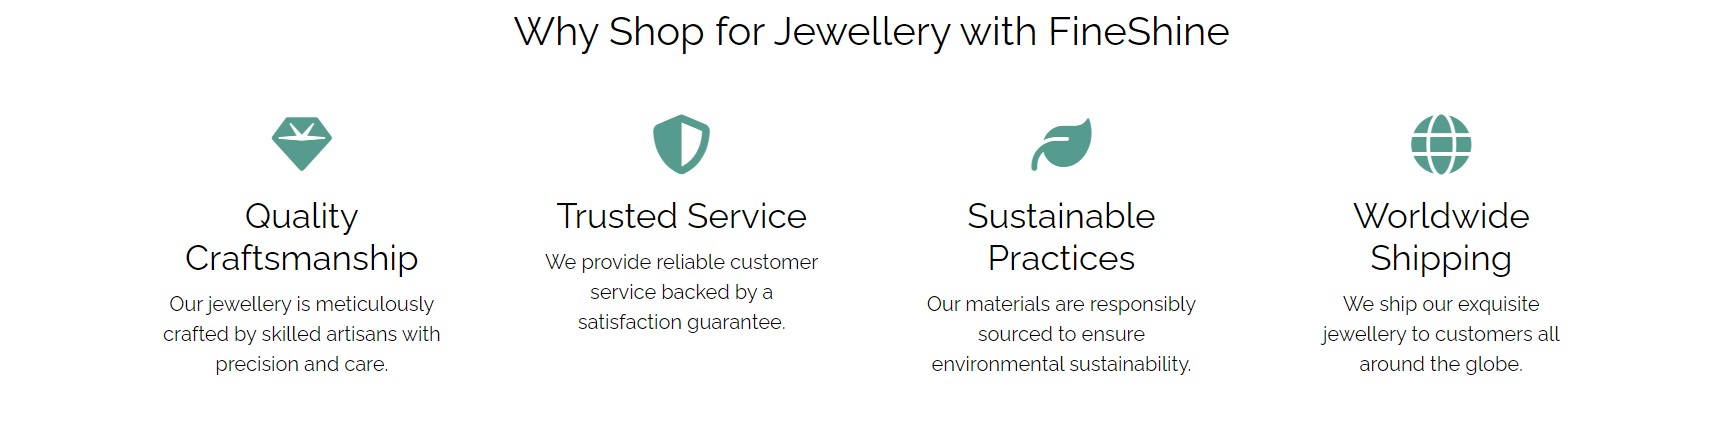 Why Shop for Jewellery with FineShine
Quality
Craftsmanship
Our jewellery is meticulously
crafted by skilled artisans with
precision and care.
Trusted Service
We provide reliable customer
service backed by a
satisfaction guarantee.
Sustainable
Practices
Our materials are responsibly
sourced to ensure
environmental sustainability.
Worldwide
Shipping
We ship our exquisite
jewellery to customers all
around the globe.